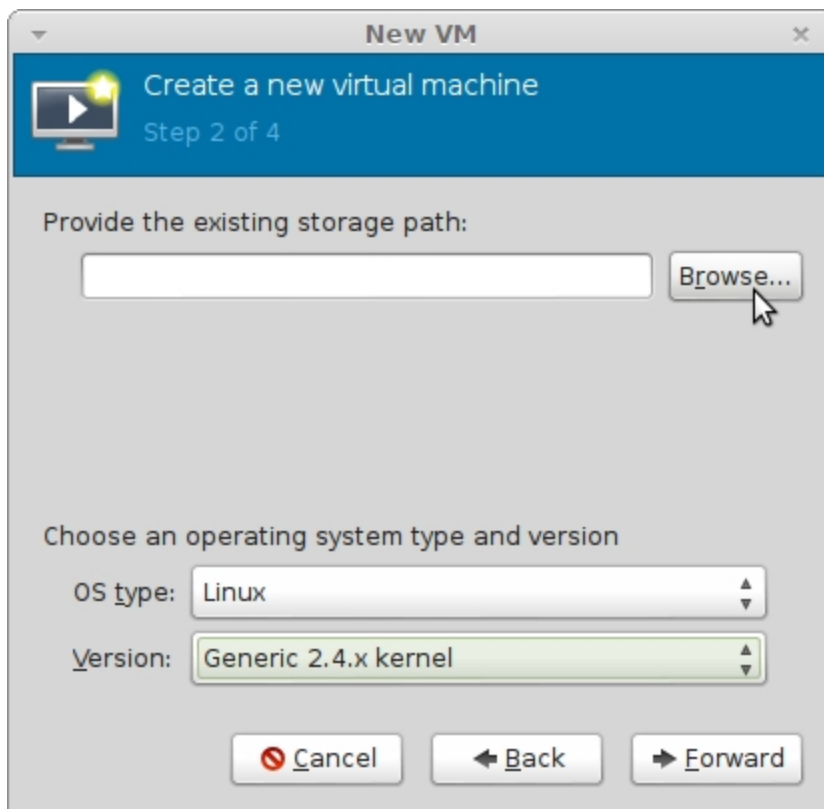 New VM
Create a new virtual machine
Step 2 of 4
Provide the existing storage path:
Browse...
Choose an operating system type and version
OS type: Linux
Version: Generic 2.4.x kernel
Cancel Back Forward